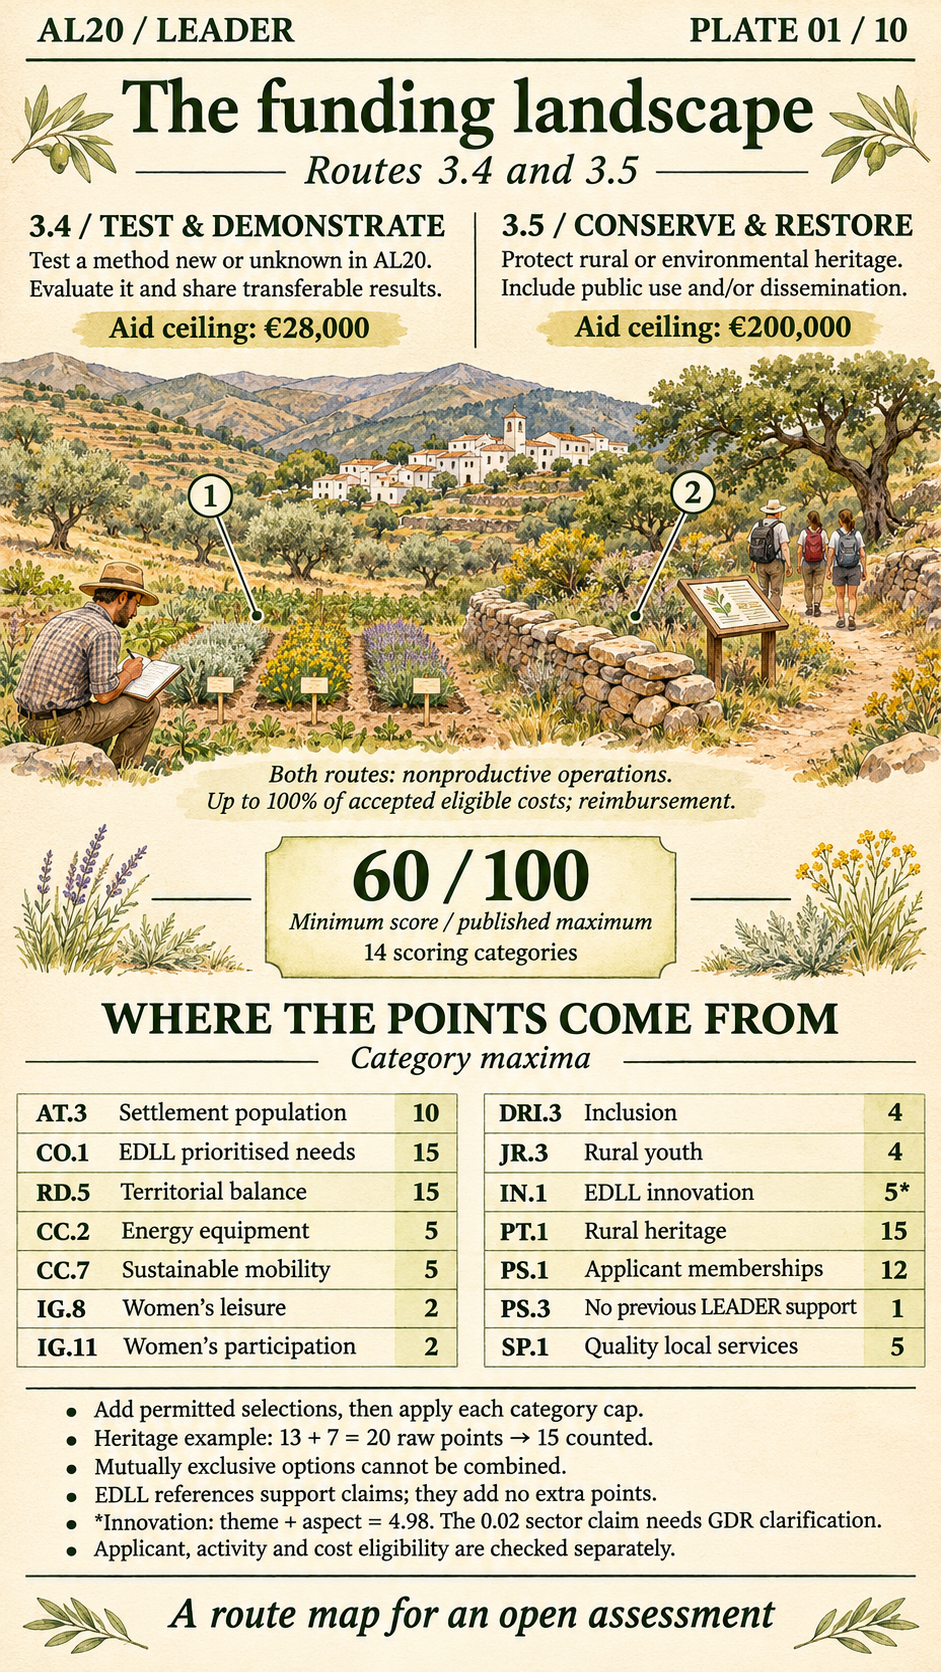 AL20 / LEADER
PLATE 01 / 10
The funding landscape
Routes 3.4 and 3.5
3.4 / TEST & DEMONSTRATE
Test a method new or unknown in AL20.
Evaluate it and share transferable results.
Aid ceiling: €28,000
3.5 / CONSERVE & RESTORE
Protect rural or environmental heritage.
Include public use and/or dissemination.
Aid ceiling: €200,000
1
2
Both routes: nonproductive operations.
Up to 100% of accepted eligible costs; reimbursement.
60 / 100
Minimum score / published maximum
14 scoring categories
WHERE THE POINTS COME FROM
Category maxima
AT.3 Settlement population 10
CO.1 EDLL prioritised needs 15
RD.5 Territorial balance 15
CC.2 Energy equipment 5
CC.7 Sustainable mobility 5
IG.8 Women's leisure 2
IG.11 Women's participation 2
DRI.3 Inclusion 4
JR.3 Rural youth 4
IN.1 EDLL innovation 5*
PT.1 Rural heritage 15
PS.1 Applicant memberships 12
PS.3 No previous LEADER support 1
SP.1 Quality local services 5
• Add permitted selections, then apply each category cap.
• Heritage example: 13 + 7 = 20 raw points → 15 counted.
• Mutually exclusive options cannot be combined.
• EDLL references support claims; they add no extra points.
• *Innovation: theme + aspect = 4.98. The 0.02 sector claim needs GDR clarification.
• Applicant, activity and cost eligibility are checked separately.
A route map for an open assessment